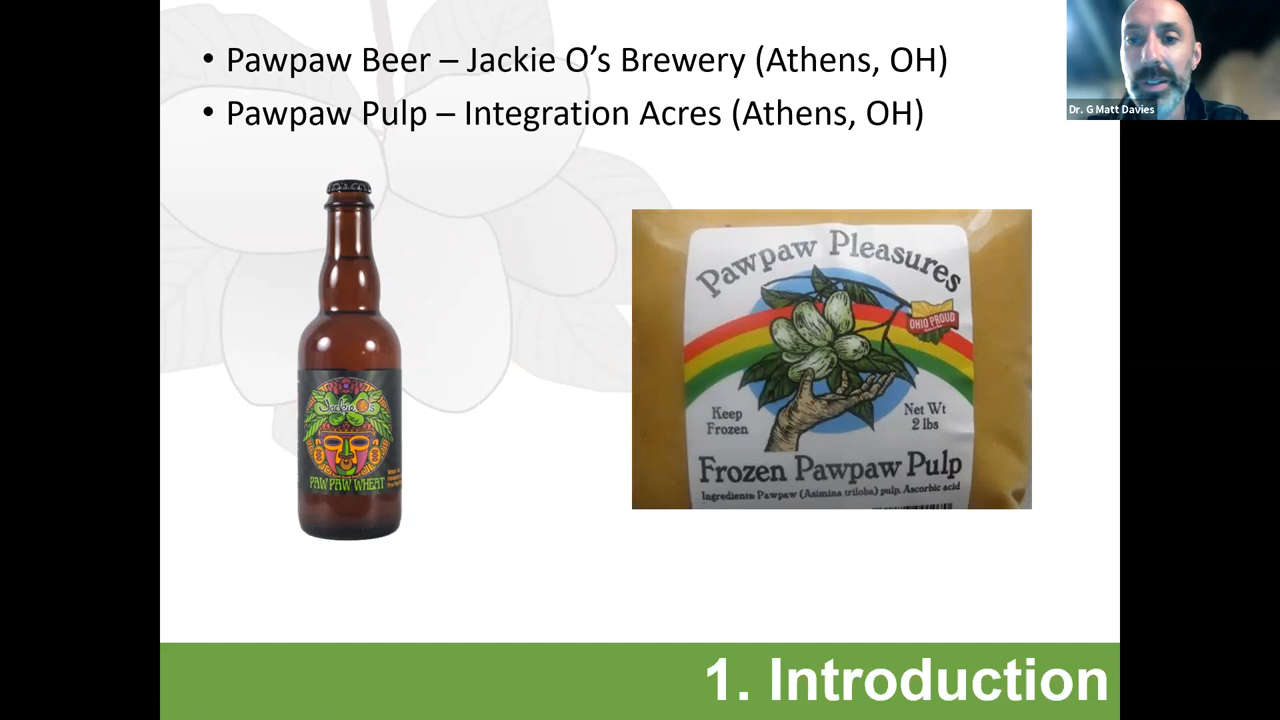 • Pawpaw Beer – Jackie O’s Brewery (Athens, OH)
• Pawpaw Pulp – Integration Acres (Athens, OH)
Dr. G Matt Davies
Jackie O's
PAW PAW WHEAT
Pawpaw Pleasures
OHIO PROUD
Keep
Frozen
Net Wt
2 lbs
Frozen Pawpaw Pulp
Ingredients: Pawpaw (Asimina triloba) pulp, Ascorbic acid
1. Introduction